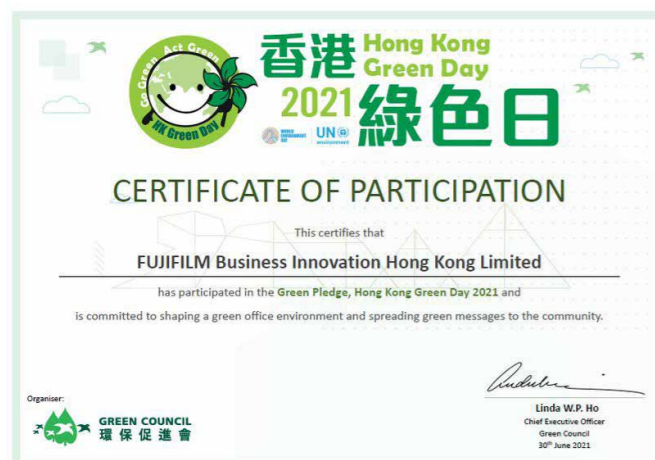 Go Green Act Green
HK Green Day
香港 Hong Kong
Green Day
2021 綠色日
WORLD
ENVIRONMENT
DAY
UN
environment
CERTIFICATE OF PARTICIPATION
This certifies that
FUJIFILM Business Innovation Hong Kong Limited
has participated in the Green Pledge, Hong Kong Green Day 2021 and
is committed to shaping a green office environment and spreading green messages to the community.
Organiser:
GREEN COUNCIL
環保促進會
Linda W.P. Ho
Chief Executive Officer
Green Council
30th June 2021